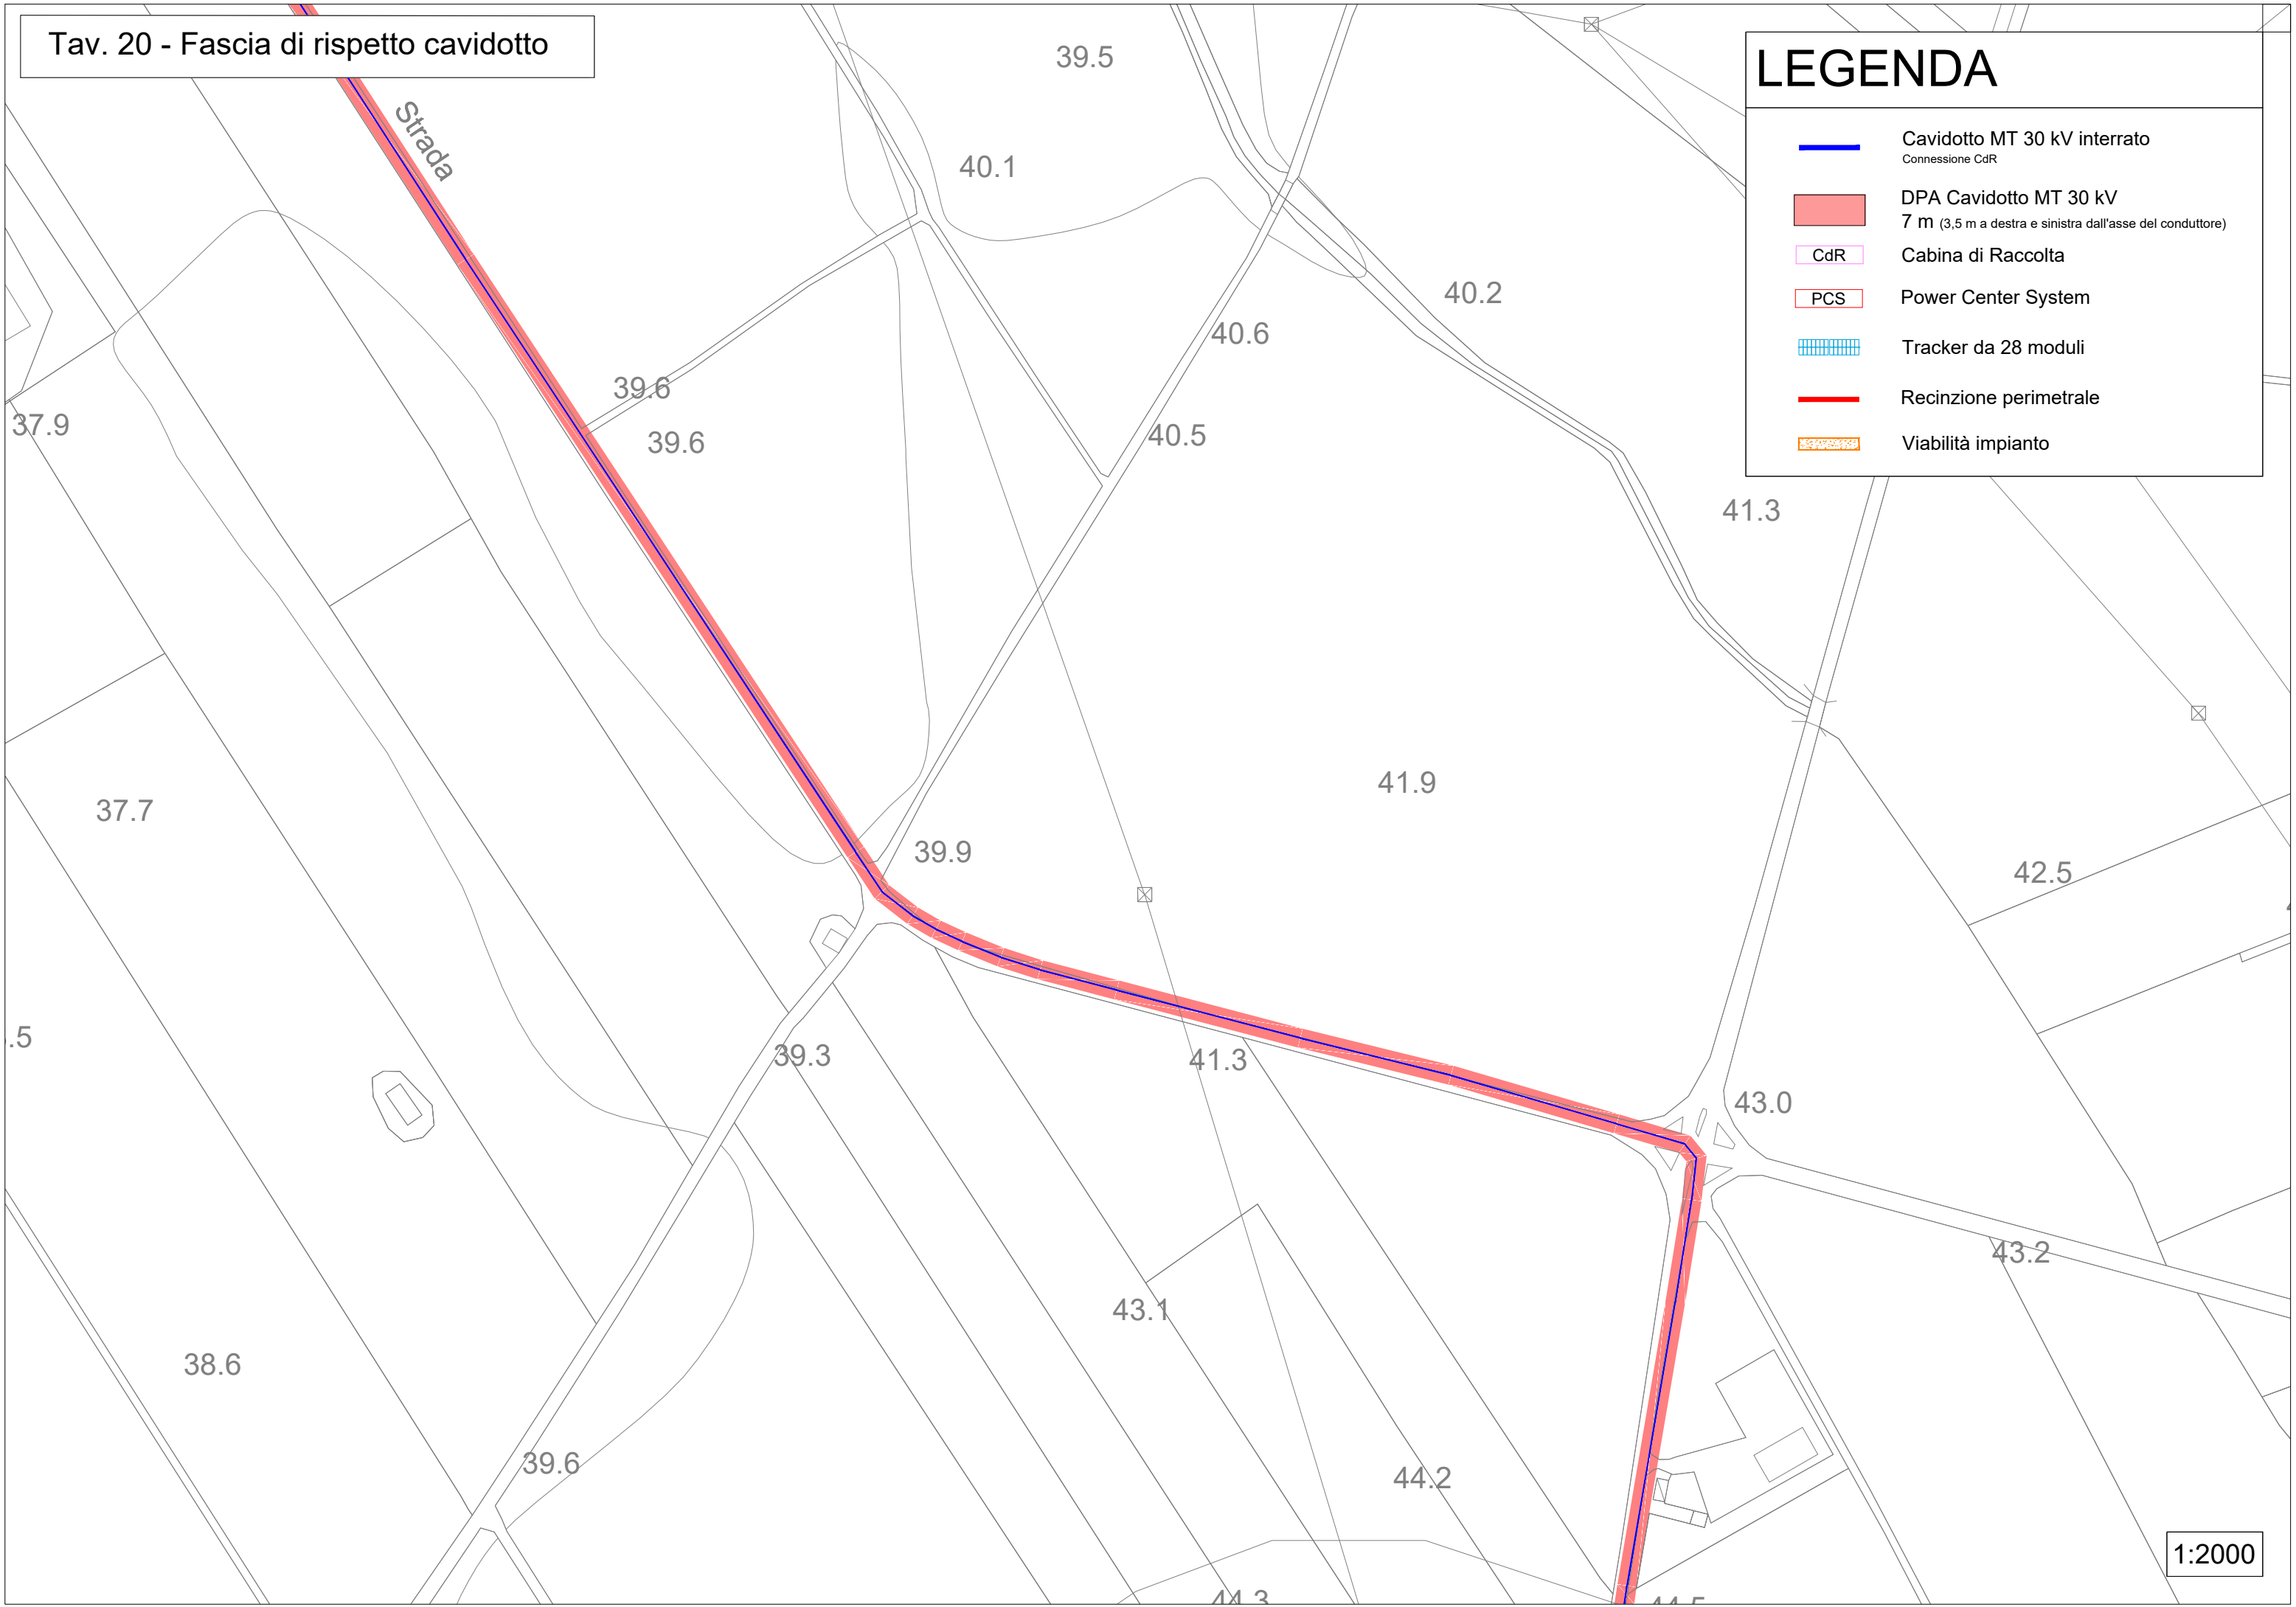 Tav. 20 - Fascia di rispetto cavidotto
LEGENDA
Cavidotto MT 30 kV interrato
Connessione CdR
DPA Cavidotto MT 30 kV
7 m (3,5 m a destra e sinistra dall'asse del conduttore)
CdR Cabina di Raccolta
PCS Power Center System
Tracker da 28 moduli
Recinzione perimetrale
Viabilità impianto
Strada
39.5
40.1
40.2
40.6
39.6
37.9
39.6
40.5
41.3
41.9
37.7
39.9
42.5
.5
39.3
41.3
43.0
43.2
43.1
38.6
39.6
44.2
1:2000
44.3
44.5